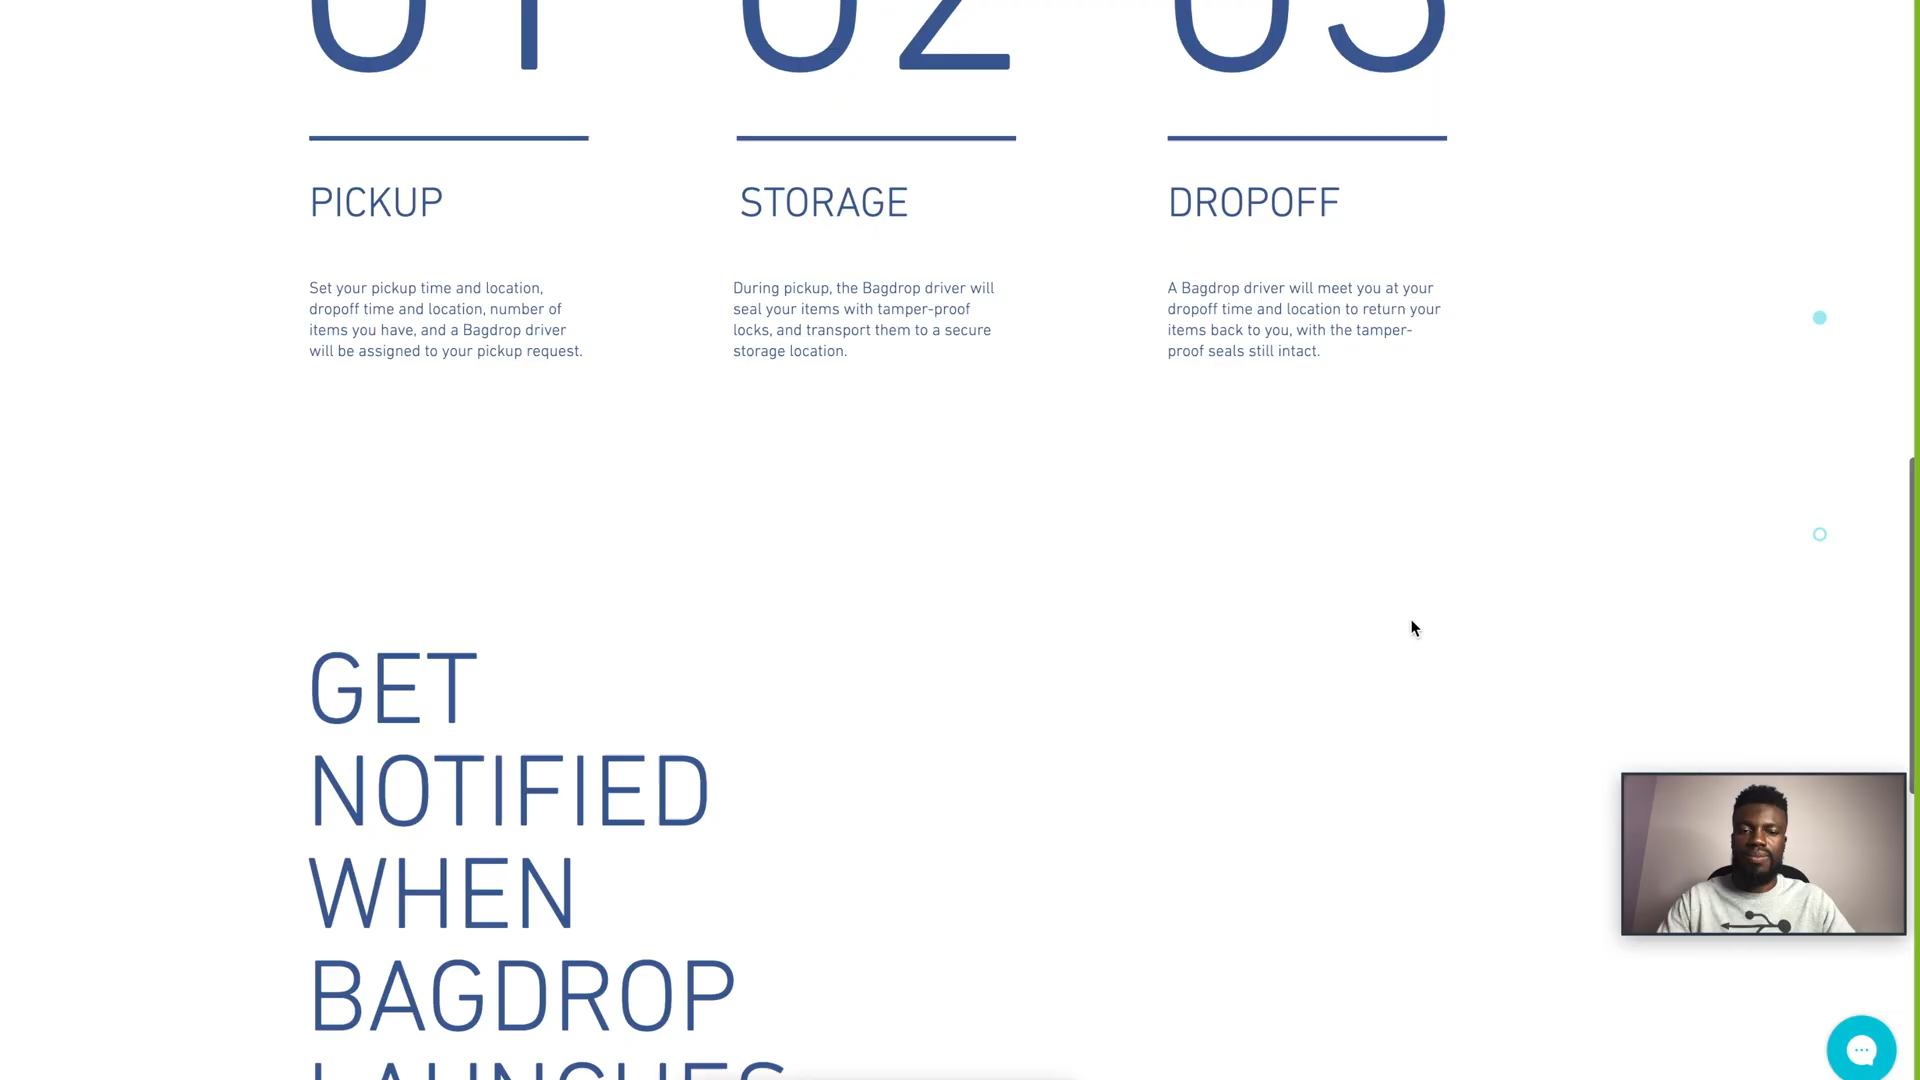 01 02 03
PICKUP
STORAGE
DROPOFF
Set your pickup time and location,
dropoff time and location, number of
items you have, and a Bagdrop driver
will be assigned to your pickup request.
During pickup, the Bagdrop driver will
seal your items with tamper-proof
locks, and transport them to a secure
storage location.
A Bagdrop driver will meet you at your
dropoff time and location to return your
items back to you, with the tamper-
proof seals still intact.
GET
NOTIFIED
WHEN
BAGDROP
LAUNCHES